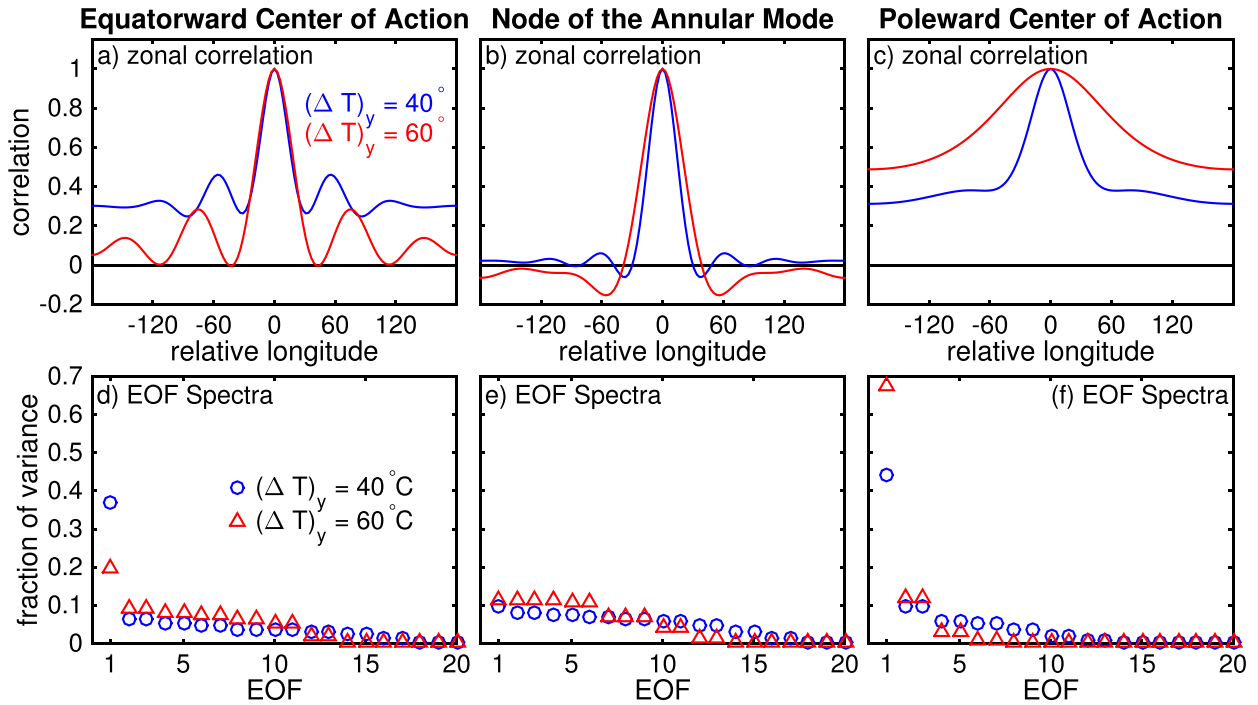 Equatorward Center of Action
Node of the Annular Mode
Poleward Center of Action
a) zonal correlation
b) zonal correlation
c) zonal correlation
(Δ T)y = 40°
(Δ T)y = 60°
correlation
1
0.8
0.6
0.4
0.2
0
-0.2
-120 -60 0 60 120
-120 -60 0 60 120
-120 -60 0 60 120
relative longitude
relative longitude
relative longitude
d) EOF Spectra
e) EOF Spectra
(f) EOF Spectra
(Δ T)y = 40°C
(Δ T)y = 60°C
fraction of variance
0.7
0.6
0.5
0.4
0.3
0.2
0.1
0
1 5 10 15 20
1 5 10 15 20
1 5 10 15 20
EOF
EOF
EOF